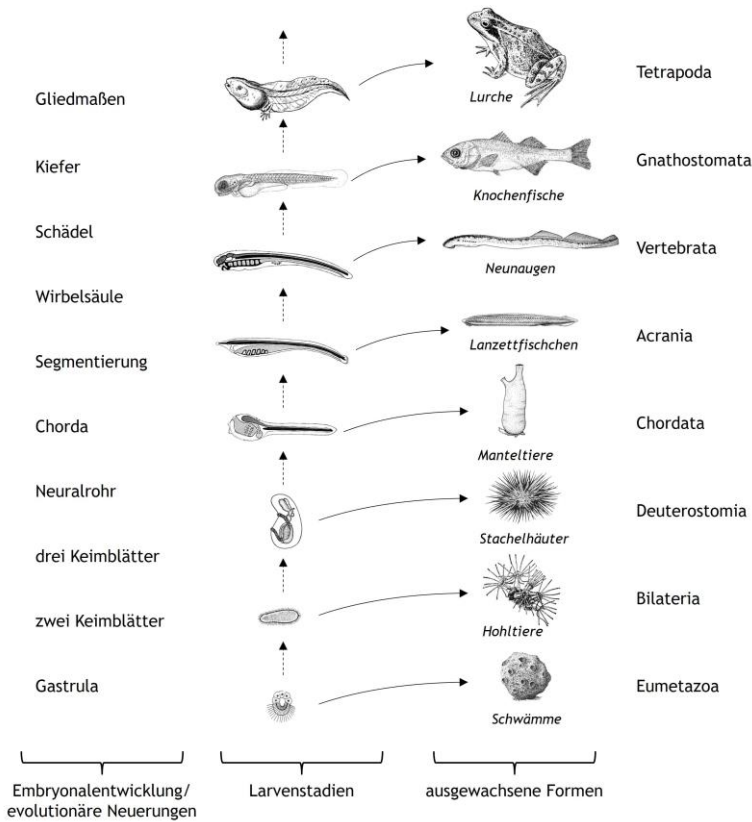 Gliedmaßen
Lurche
Tetrapoda
Kiefer
Knochenfische
Gnathostomata
Schädel
Neunaugen
Vertebrata
Wirbelsäule
Segmentierung
Lanzettfischchen
Acrania
Chorda
Manteltiere
Chordata
Neuralrohr
Stachelhäuter
Deuterostomia
drei Keimblätter
zwei Keimblätter
Hohltiere
Bilateria
Gastrula
Schwämme
Eumetazoa
Embryonalentwicklung/
evolutionäre Neuerungen
Larvenstadien
ausgewachsene Formen